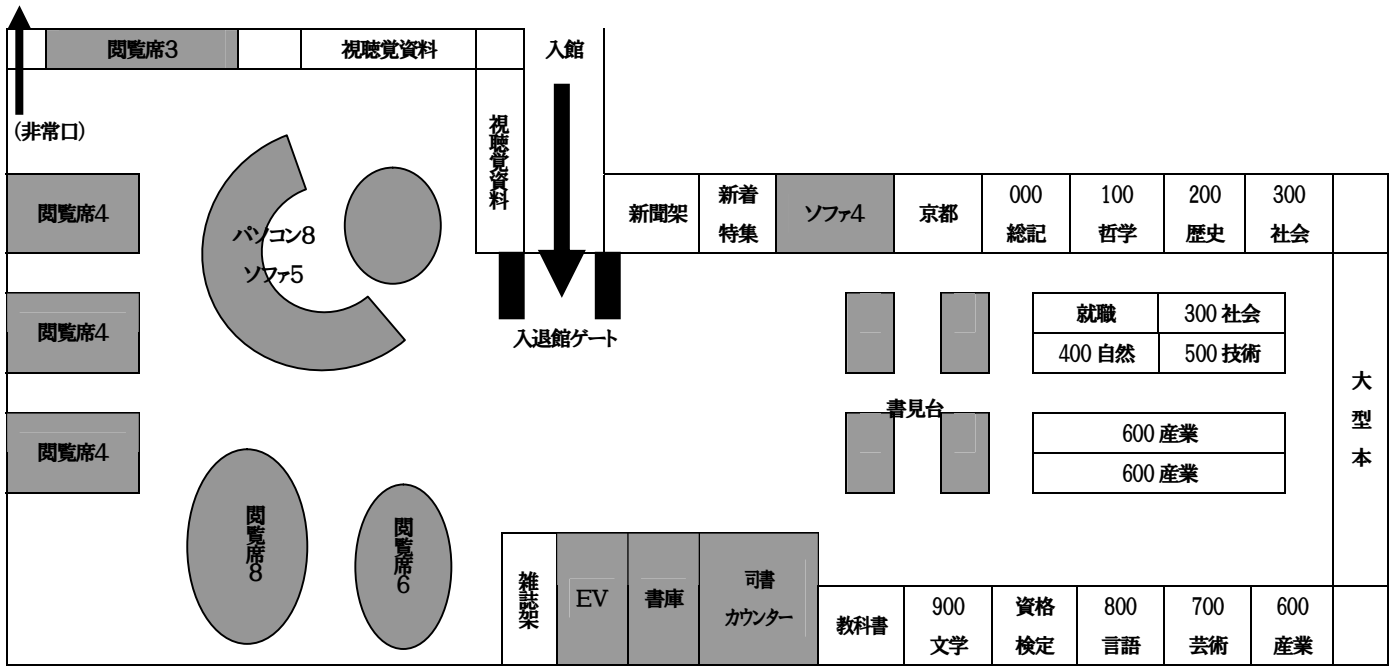 閲覧席3
視聴覚資料
入館
(非常口)
視聴覚資料
閲覧席4
パソコン8
ソファ5
新聞架
新着
特集
ソファ4
京都
000
総記
100
哲学
200
歴史
300
社会
入退館ゲート
閲覧席4
就職
300 社会
400 自然
500 技術
大型本
書見台
閲覧席4
600 産業
600 産業
閲覧席8
閲覧席6
雑誌架
EV
書庫
司書
カウンター
教科書
900
文学
資格
検定
800
言語
700
芸術
600
産業